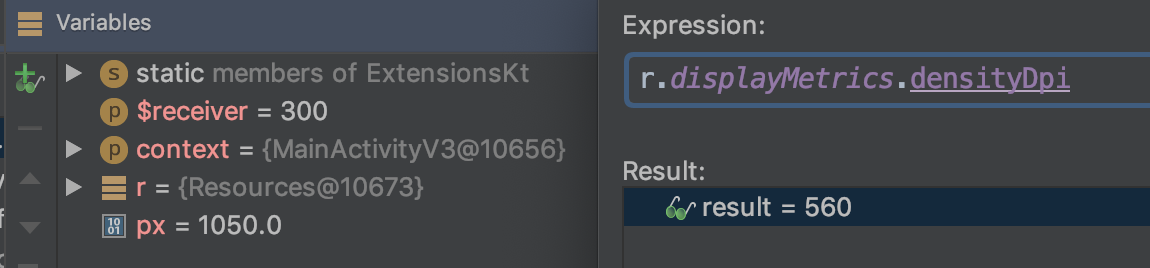 Variables
static members of ExtensionsKt
$receiver = 300
context = {MainActivityV3@10656}
r = {Resources@10673}
px = 1050.0
Expression:
r.displayMetrics.densityDpi
Result:
result = 560